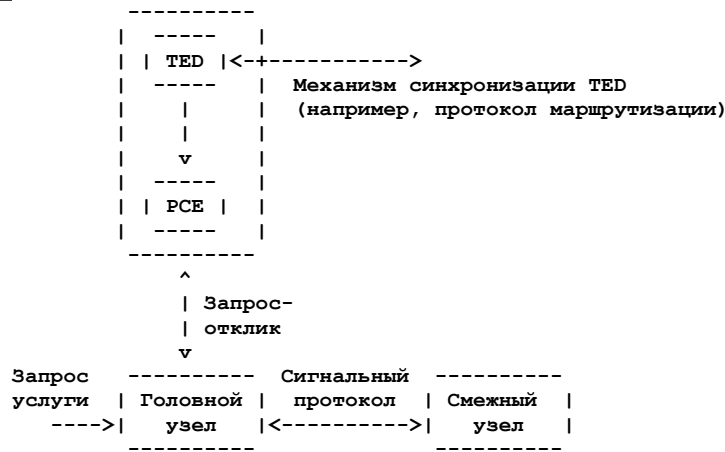 ----------
| ----- |
| | TED |<-+------------>
| ----- | Механизм синхронизации TED
| | | (например, протокол маршрутизации)
| | |
| v |
| ----- |
| | PCE | |
| ----- |
----------
^
| Запрос-
| отклик
v
Запрос ---------- Сигнальный ----------
услуги | Головной | протокол | Смежный |
---->| узел |<---------->| узел |
---------- ----------